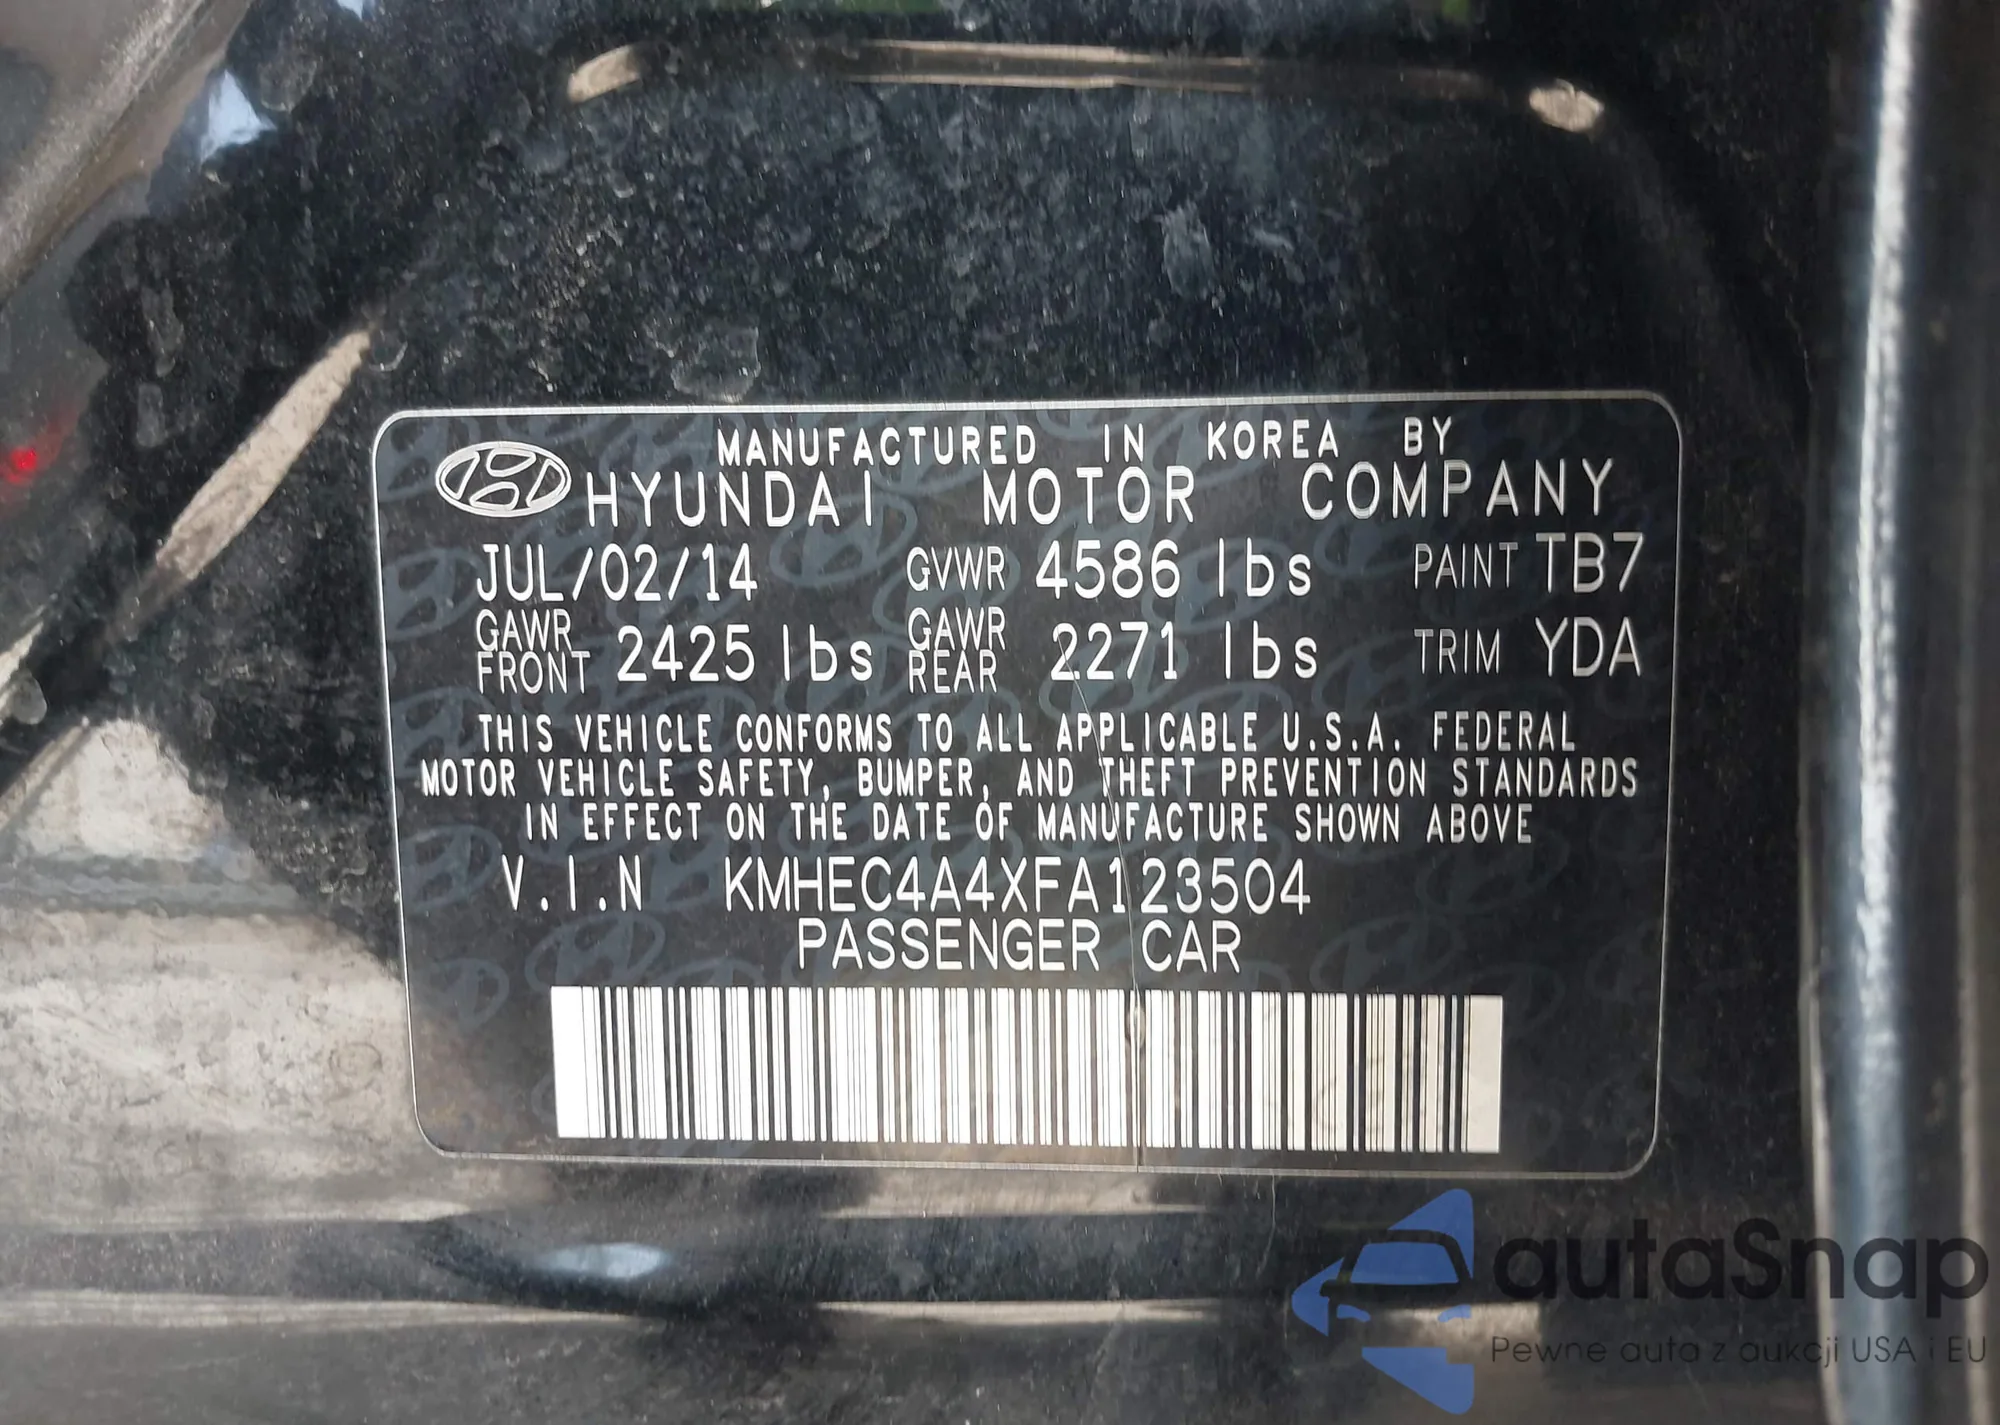 MANUFACTURED IN KOREA BY
HYUNDAI MOTOR COMPANY
JUL/02/14 GVWR 4586 lbs PAINT TB7
GAWR FRONT 2425 lbs GAWR REAR 2271 lbs TRIM YDA
THIS VEHICLE CONFORMS TO ALL APPLICABLE U.S.A. FEDERAL
MOTOR VEHICLE SAFETY, BUMPER, AND THEFT PREVENTION STANDARDS
IN EFFECT ON THE DATE OF MANUFACTURE SHOWN ABOVE
V.I.N KMHEC4A4XFA123504
PASSENGER CAR
autaSnap
Pewne auta z aukcji USA i EU